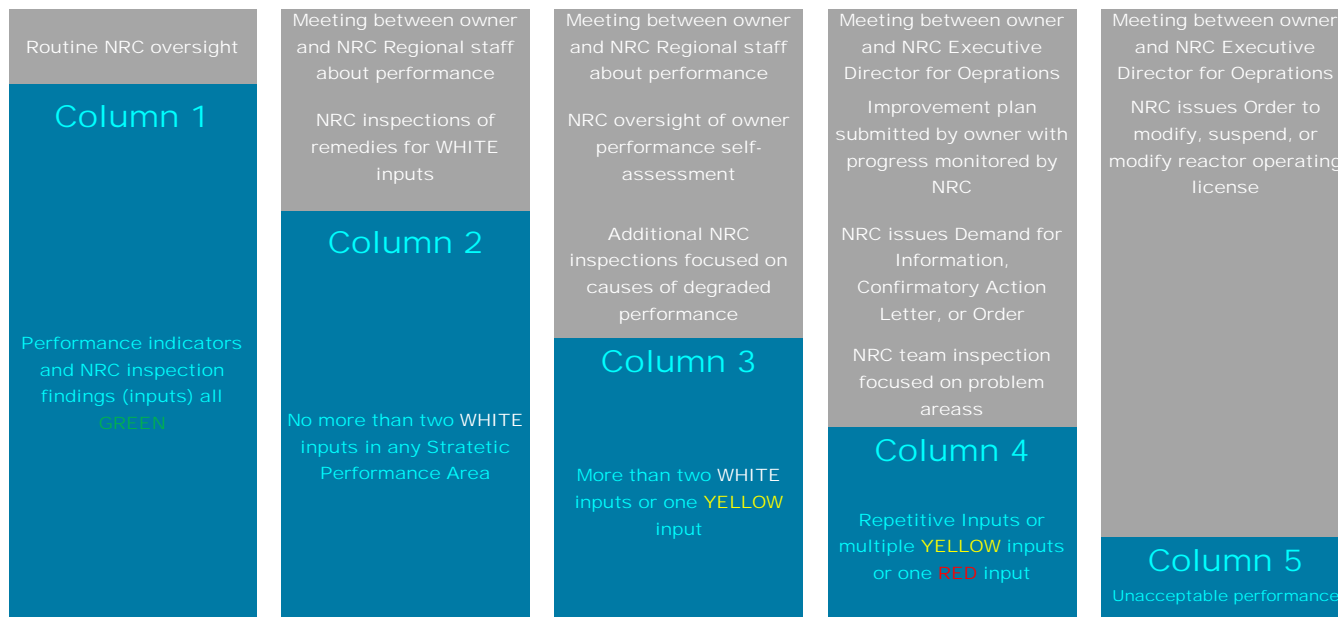 Routine NRC oversight
Column 1
Performance indicators
and NRC inspection
findings (inputs) all
GREEN
Meeting between owner
and NRC Regional staff
about performance
NRC inspections of
remedies for WHITE
inputs
Column 2
No more than two WHITE
inputs in any Stratetic
Performance Area
Meeting between owner
and NRC Regional staff
about performance
NRC oversight of owner
performance self-
assessment
Additional NRC
inspections focused on
causes of degraded
performance
Column 3
More than two WHITE
inputs or one YELLOW
input
Meeting between owner
and NRC Executive
Director for Oeprations
Improvement plan
submitted by owner with
progress monitored by
NRC
NRC issues Demand for
Information,
Confirmatory Action
Letter, or Order
NRC team inspection
focused on problem
areass
Column 4
Repetitive Inputs or
multiple YELLOW inputs
or one RED input
Meeting between owner
and NRC Executive
Director for Oeprations
NRC issues Order to
modify, suspend, or
modify reactor operating
license
Column 5
Unacceptable performance